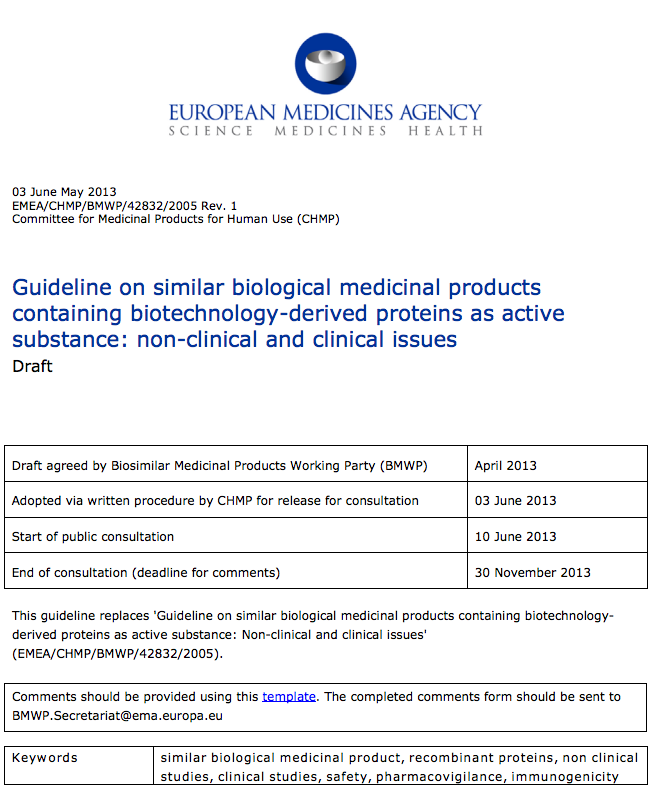 EUROPEAN MEDICINES AGENCY
SCIENCE MEDICINES HEALTH
03 June May 2013
EMEA/CHMP/BMWP/42832/2005 Rev. 1
Committee for Medicinal Products for Human Use (CHMP)
Guideline on similar biological medicinal products
containing biotechnology-derived proteins as active
substance: non-clinical and clinical issues
Draft
Draft agreed by Biosimilar Medicinal Products Working Party (BMWP) April 2013
Adopted via written procedure by CHMP for release for consultation 03 June 2013
Start of public consultation 10 June 2013
End of consultation (deadline for comments) 30 November 2013
This guideline replaces 'Guideline on similar biological medicinal products containing biotechnology-
derived proteins as active substance: Non-clinical and clinical issues'
(EMEA/CHMP/BMWP/42832/2005).
Comments should be provided using this template. The completed comments form should be sent to
BMWP.Secretariat@ema.europa.eu
Keywords similar biological medicinal product, recombinant proteins, non clinical
studies, clinical studies, safety, pharmacovigilance, immunogenicity